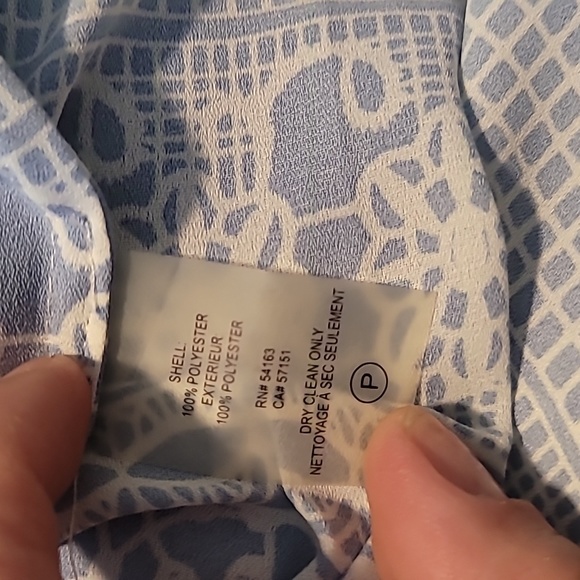 SHELL:
100% POLYESTER
EXTERIEUR
100% POLYESTER
RN# 54163
CA# 57151
DRY CLEAN ONLY
NETTOYAGE À SEC SEULEMENT
P